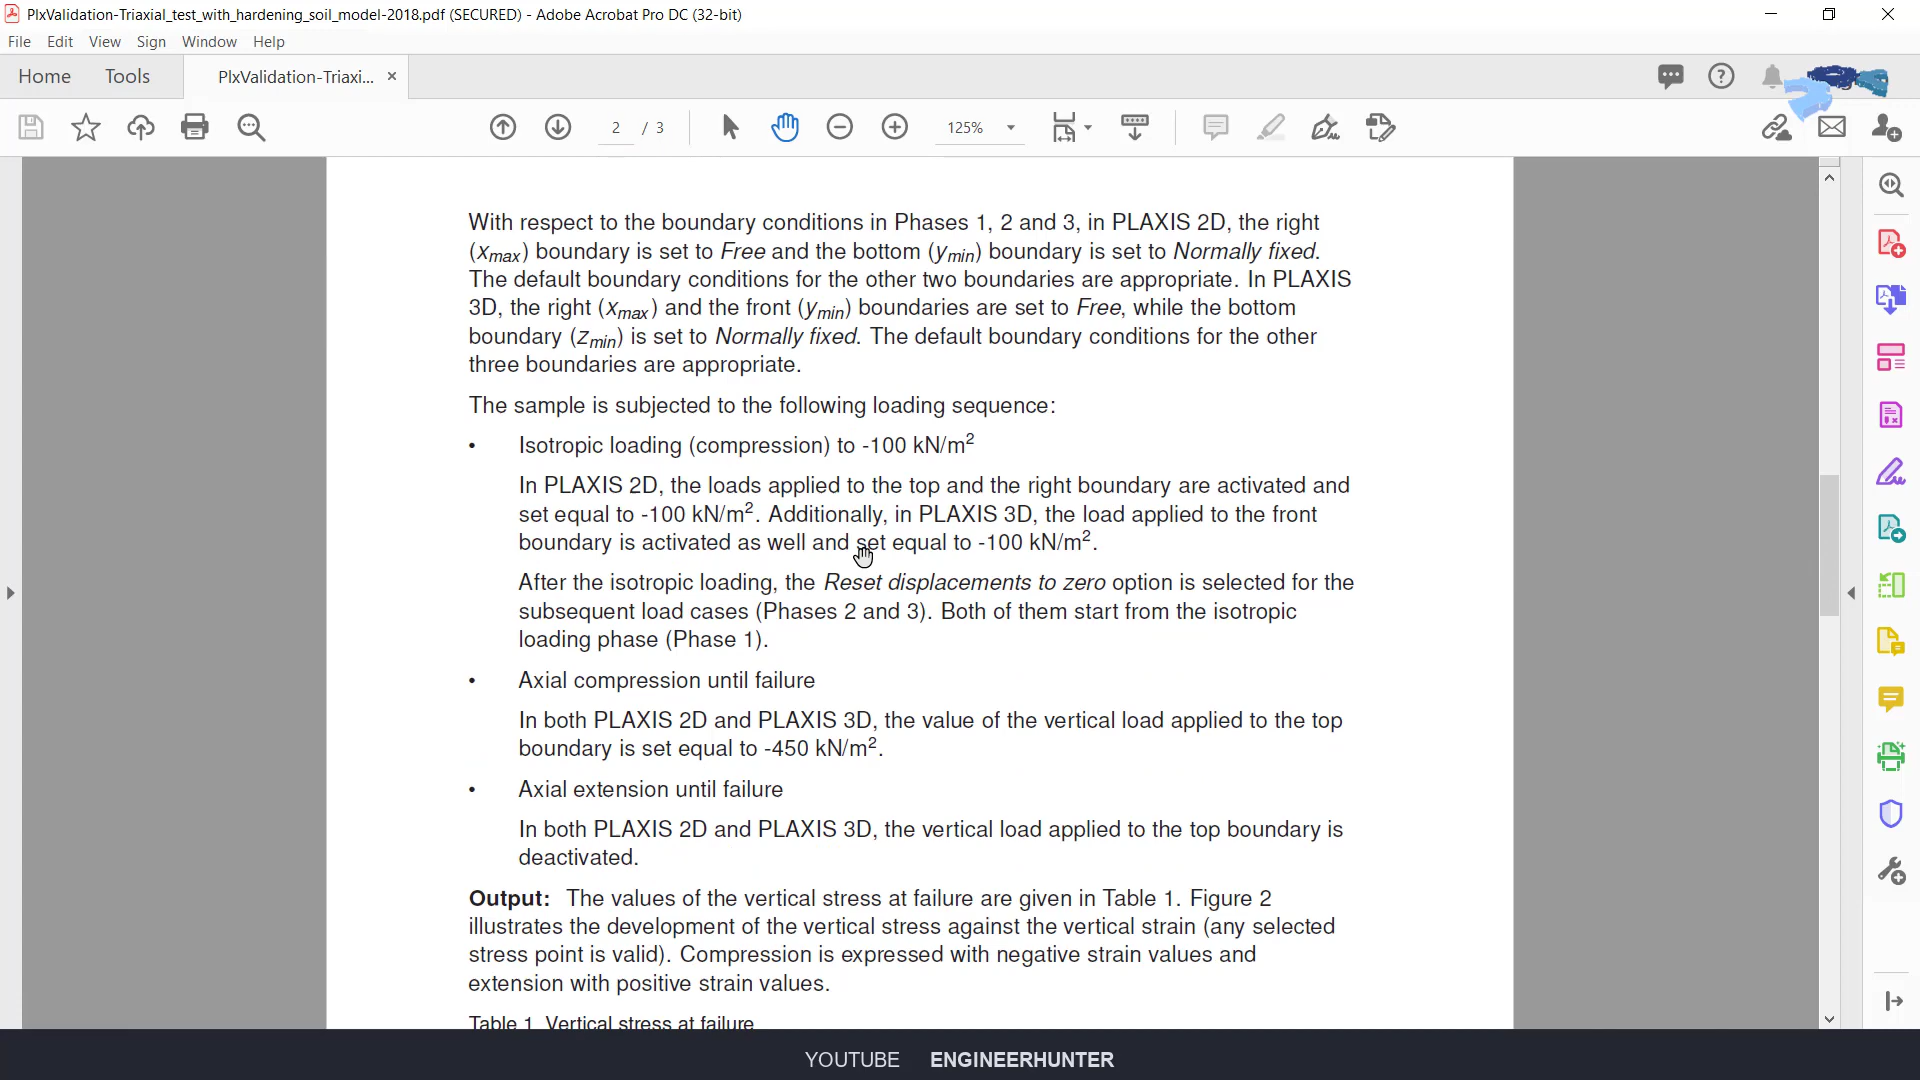 PlxValidation-Triaxial_test_with_hardening_soil_model-2018.pdf (SECURED) - Adobe Acrobat Pro DC (32-bit)
File Edit View Sign Window Help
Home Tools PlxValidation-Triaxi... ×
2 / 3 125%
With respect to the boundary conditions in Phases 1, 2 and 3, in PLAXIS 2D, the right
(xmax) boundary is set to Free and the bottom (ymin) boundary is set to Normally fixed.
The default boundary conditions for the other two boundaries are appropriate. In PLAXIS
3D, the right (xmax) and the front (ymin) boundaries are set to Free, while the bottom
boundary (zmin) is set to Normally fixed. The default boundary conditions for the other
three boundaries are appropriate.
The sample is subjected to the following loading sequence:
• Isotropic loading (compression) to -100 kN/m²
In PLAXIS 2D, the loads applied to the top and the right boundary are activated and
set equal to -100 kN/m². Additionally, in PLAXIS 3D, the load applied to the front
boundary is activated as well and set equal to -100 kN/m².
After the isotropic loading, the Reset displacements to zero option is selected for the
subsequent load cases (Phases 2 and 3). Both of them start from the isotropic
loading phase (Phase 1).
• Axial compression until failure
In both PLAXIS 2D and PLAXIS 3D, the value of the vertical load applied to the top
boundary is set equal to -450 kN/m².
• Axial extension until failure
In both PLAXIS 2D and PLAXIS 3D, the vertical load applied to the top boundary is
deactivated.
Output: The values of the vertical stress at failure are given in Table 1. Figure 2
illustrates the development of the vertical stress against the vertical strain (any selected
stress point is valid). Compression is expressed with negative strain values and
extension with positive strain values.
Table 1 Vertical stress at failure
YOUTUBE ENGINEERHUNTER